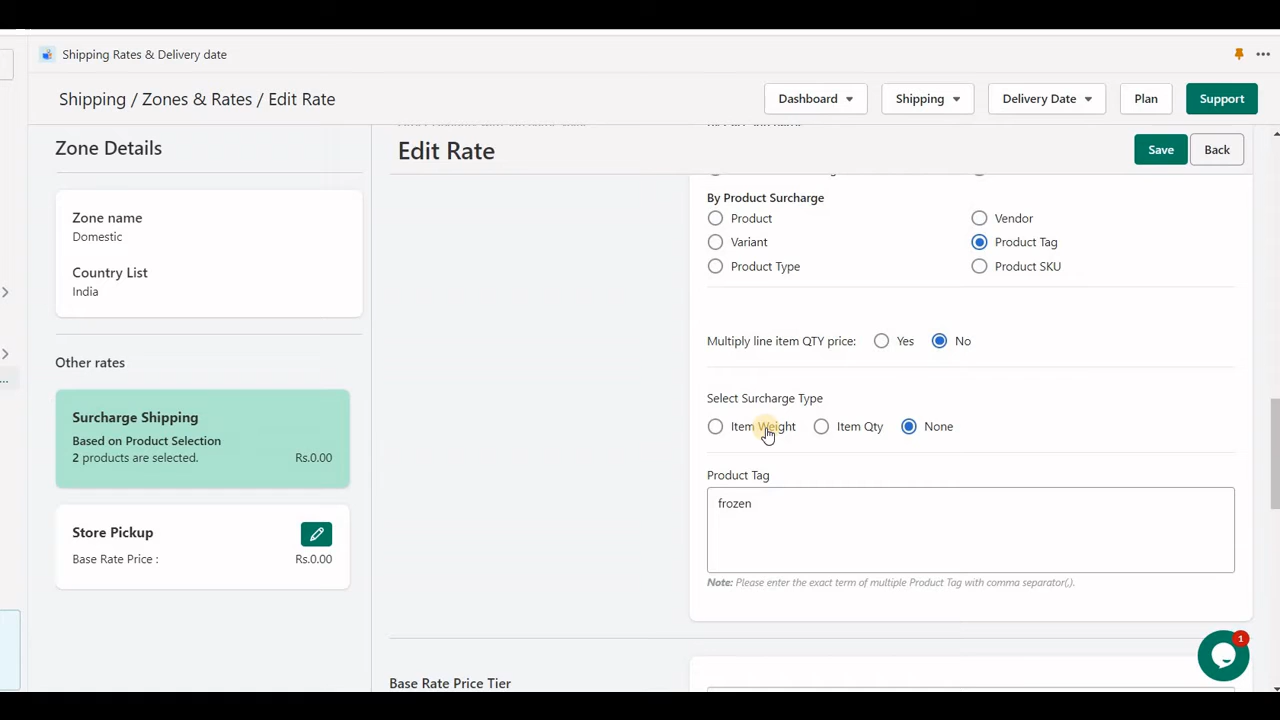 Shipping Rates & Delivery date
Shipping / Zones & Rates / Edit Rate
Dashboard
Shipping
Delivery Date
Plan
Support
Zone Details
Zone name
Domestic
Country List
India
Other rates
Surcharge Shipping
Based on Product Selection
2 products are selected.
Rs.0.00
Store Pickup
Base Rate Price :
Rs.0.00
Edit Rate
Save
Back
By Product Surcharge
Product
Vendor
Variant
Product Tag
Product Type
Product SKU
Multiply line item QTY price:
Yes
No
Select Surcharge Type
Item Weight
Item Qty
None
Product Tag
frozen
Note: Please enter the exact term of multiple Product Tag with comma separator(,).
Base Rate Price Tier
1